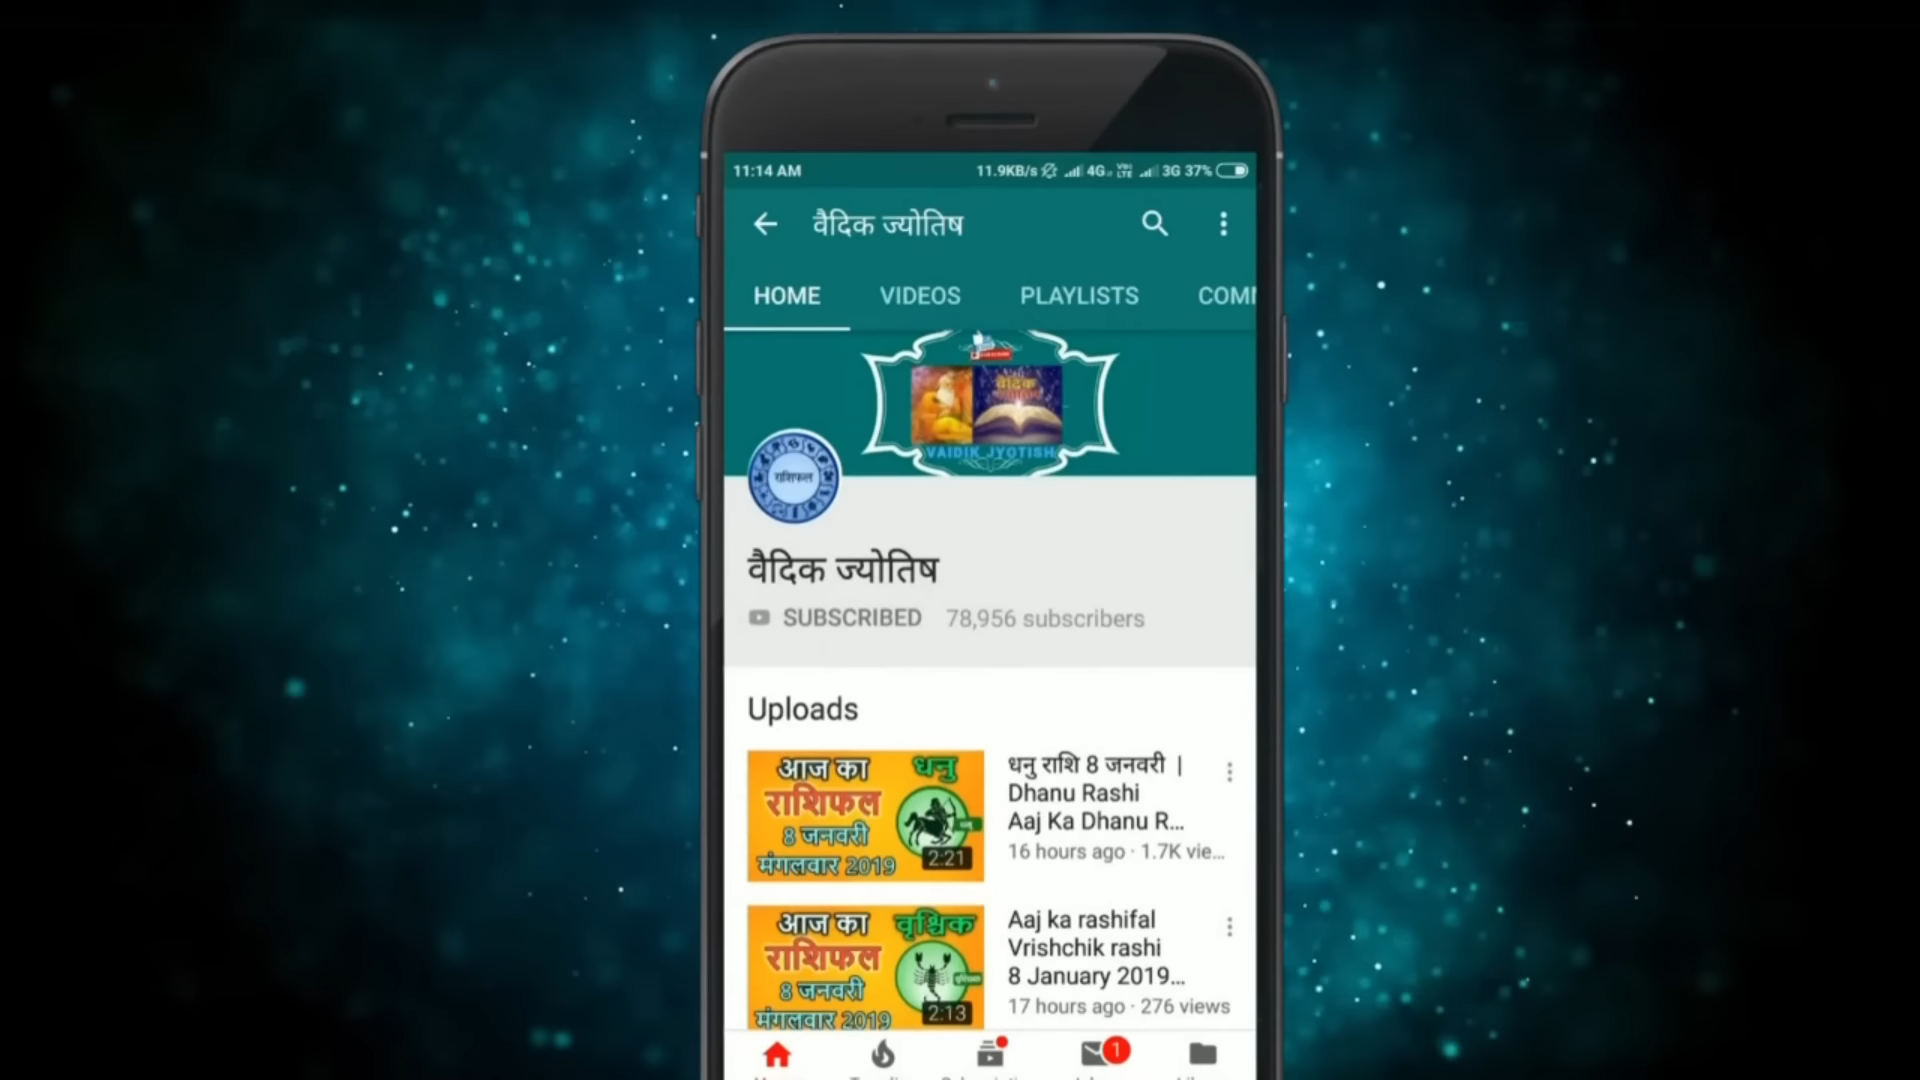 11:14 AM 11.9KB/s 4G VoLTE 3G 37%
वैदिक ज्योतिष
HOME VIDEOS PLAYLISTS COM
SUBSCRIBE
वैदिक
VAIDIK JYOTISH
राशिफल
वैदिक ज्योतिष
SUBSCRIBED 78,956 subscribers
Uploads
आज का धनु
राशिफल
8 जनवरी
मंगलवार 2019
2:21
धनु राशि 8 जनवरी |
Dhanu Rashi
Aaj Ka Dhanu R...
16 hours ago · 1.7K vie...
आज का वृश्चिक
राशिफल
8 जनवरी
मंगलवार 2019
2:13
Aaj ka rashifal
Vrishchik rashi
8 January 2019...
17 hours ago · 276 views
1